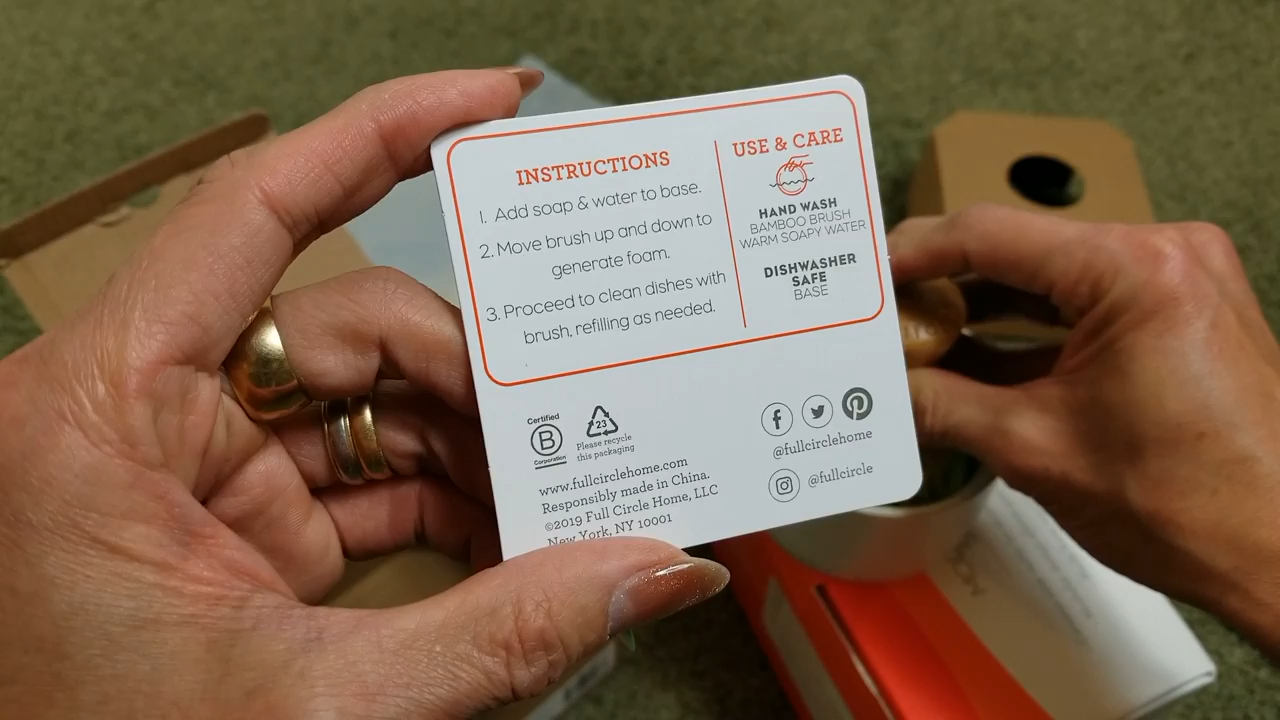 INSTRUCTIONS
1. Add soap & water to base.
2. Move brush up and down to
generate foam.
3. Proceed to clean dishes with
brush, refilling as needed.
USE & CARE
HAND WASH
BAMBOO BRUSH
WARM SOAPY WATER
DISHWASHER
SAFE
BASE
Certified
B
Corporation
23
Please recycle
this packaging
www.fullcirclehome.com
Responsibly made in China.
©2019 Full Circle Home, LLC
New York, NY 10001
@fullcirclehome
@fullcircle